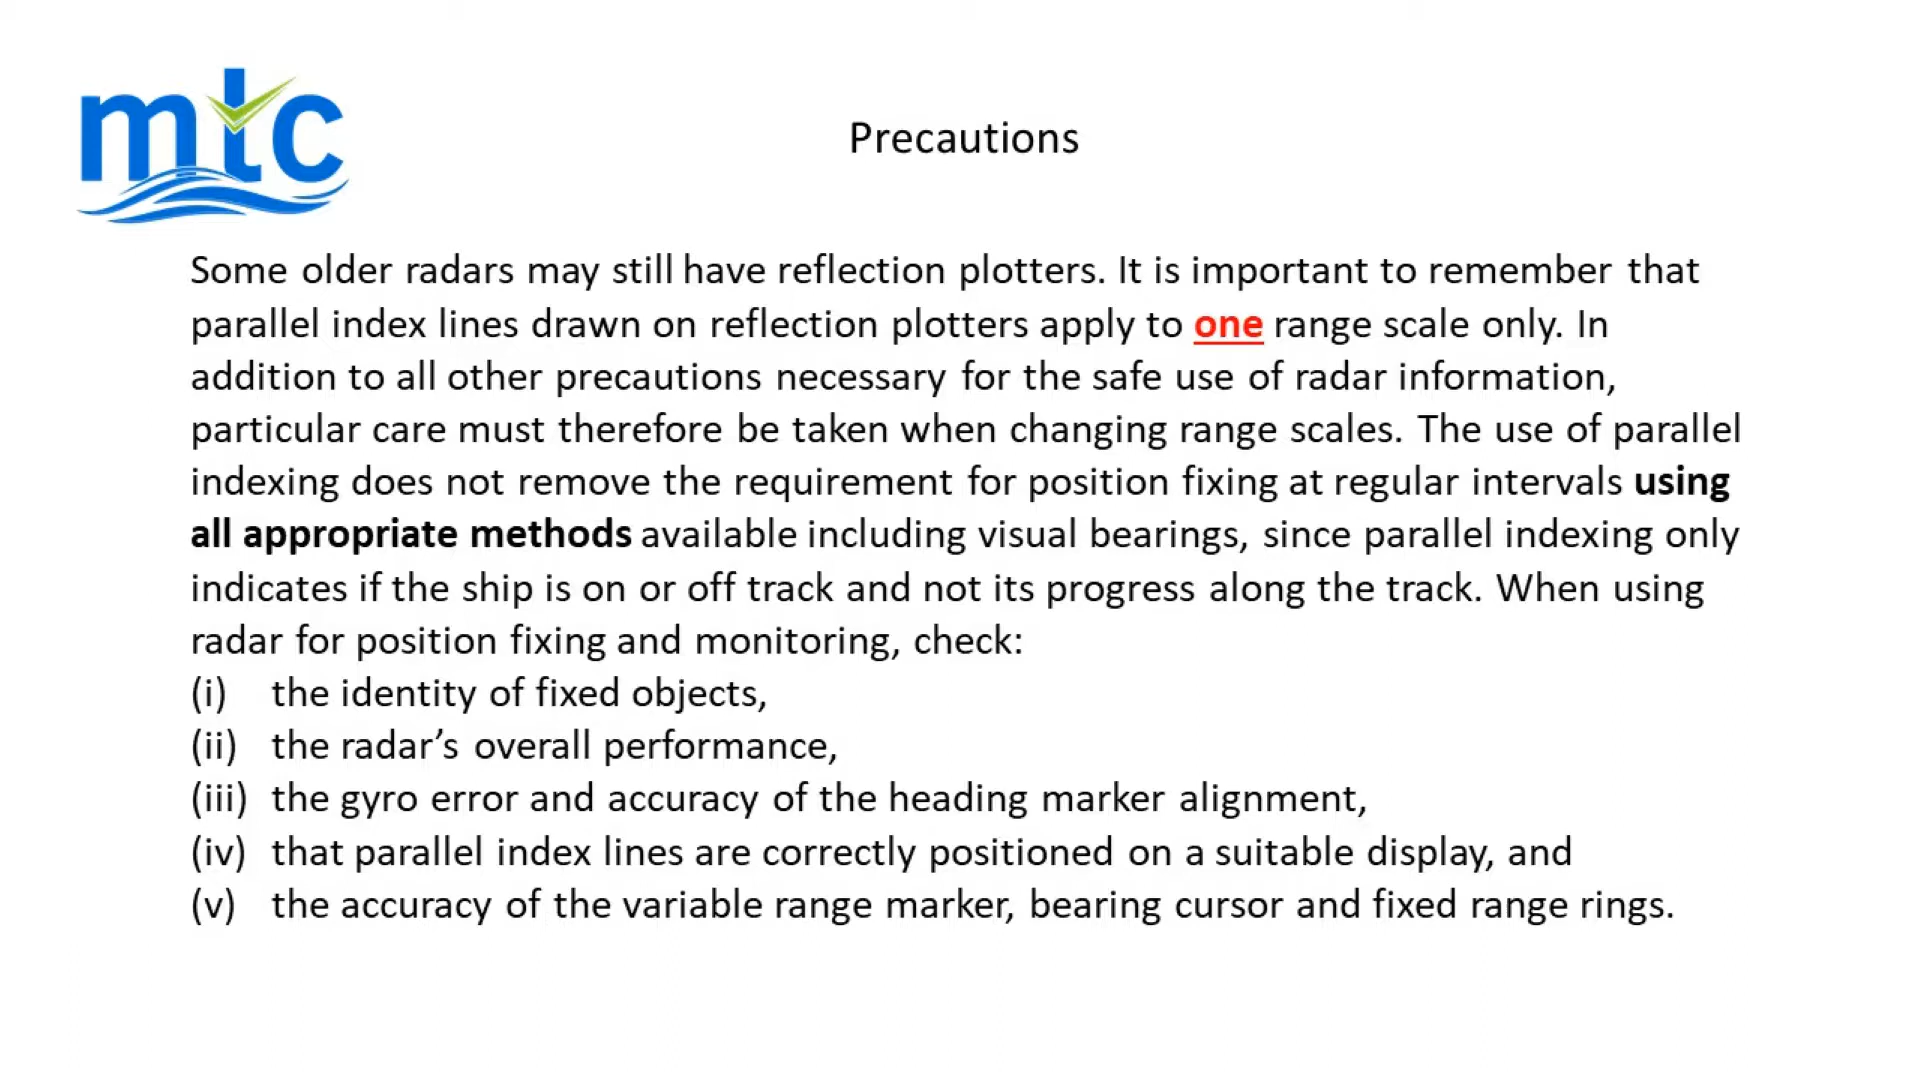 mtc
Precautions
Some older radars may still have reflection plotters. It is important to remember that
parallel index lines drawn on reflection plotters apply to one range scale only. In
addition to all other precautions necessary for the safe use of radar information,
particular care must therefore be taken when changing range scales. The use of parallel
indexing does not remove the requirement for position fixing at regular intervals using
all appropriate methods available including visual bearings, since parallel indexing only
indicates if the ship is on or off track and not its progress along the track. When using
radar for position fixing and monitoring, check:
(i) the identity of fixed objects,
(ii) the radar’s overall performance,
(iii) the gyro error and accuracy of the heading marker alignment,
(iv) that parallel index lines are correctly positioned on a suitable display, and
(v) the accuracy of the variable range marker, bearing cursor and fixed range rings.